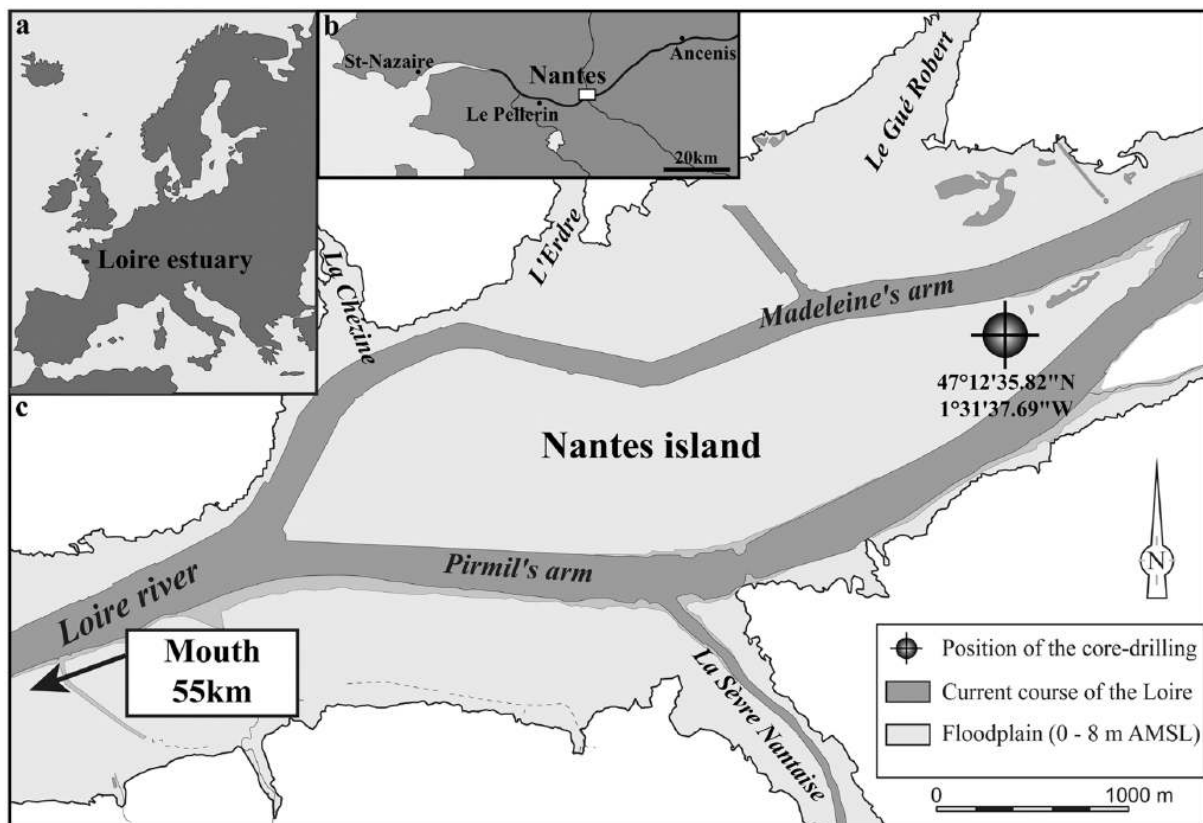 a
Loire estuary
b
St-Nazaire
Nantes
Ancenis
Le Pellerin
20km
c
La Chézine
L'Erdre
Le Gué Robert
Madeleine's arm
47°12'35.82"N
1°31'37.69"W
Nantes island
Pirmil's arm
Loire river
Mouth
55km
La Sèvre Nantaise
N
Position of the core-drilling
Current course of the Loire
Floodplain (0 - 8 m AMSL)
0 1000 m